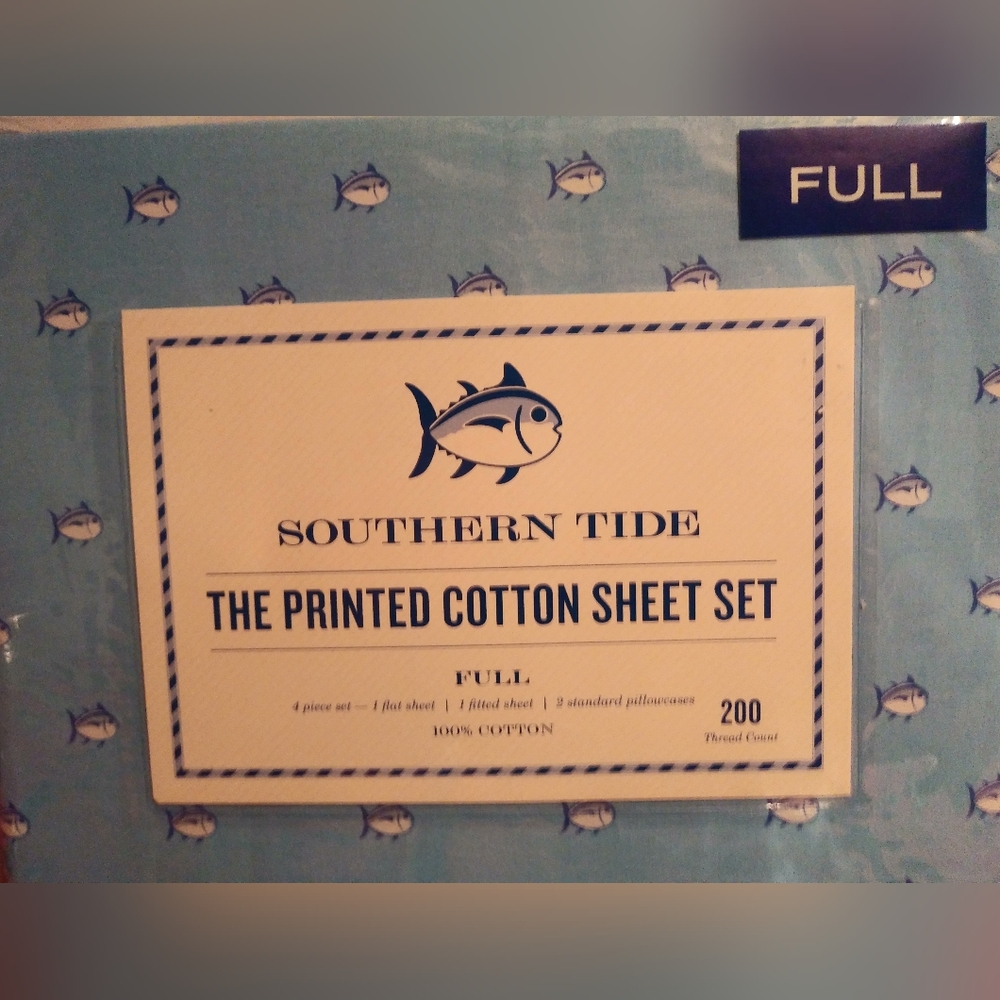 FULL
SOUTHERN TIDE
THE PRINTED COTTON SHEET SET
FULL
4 piece set — 1 flat sheet | 1 fitted sheet | 2 standard pillowcases
100% COTTON
200
Thread Count